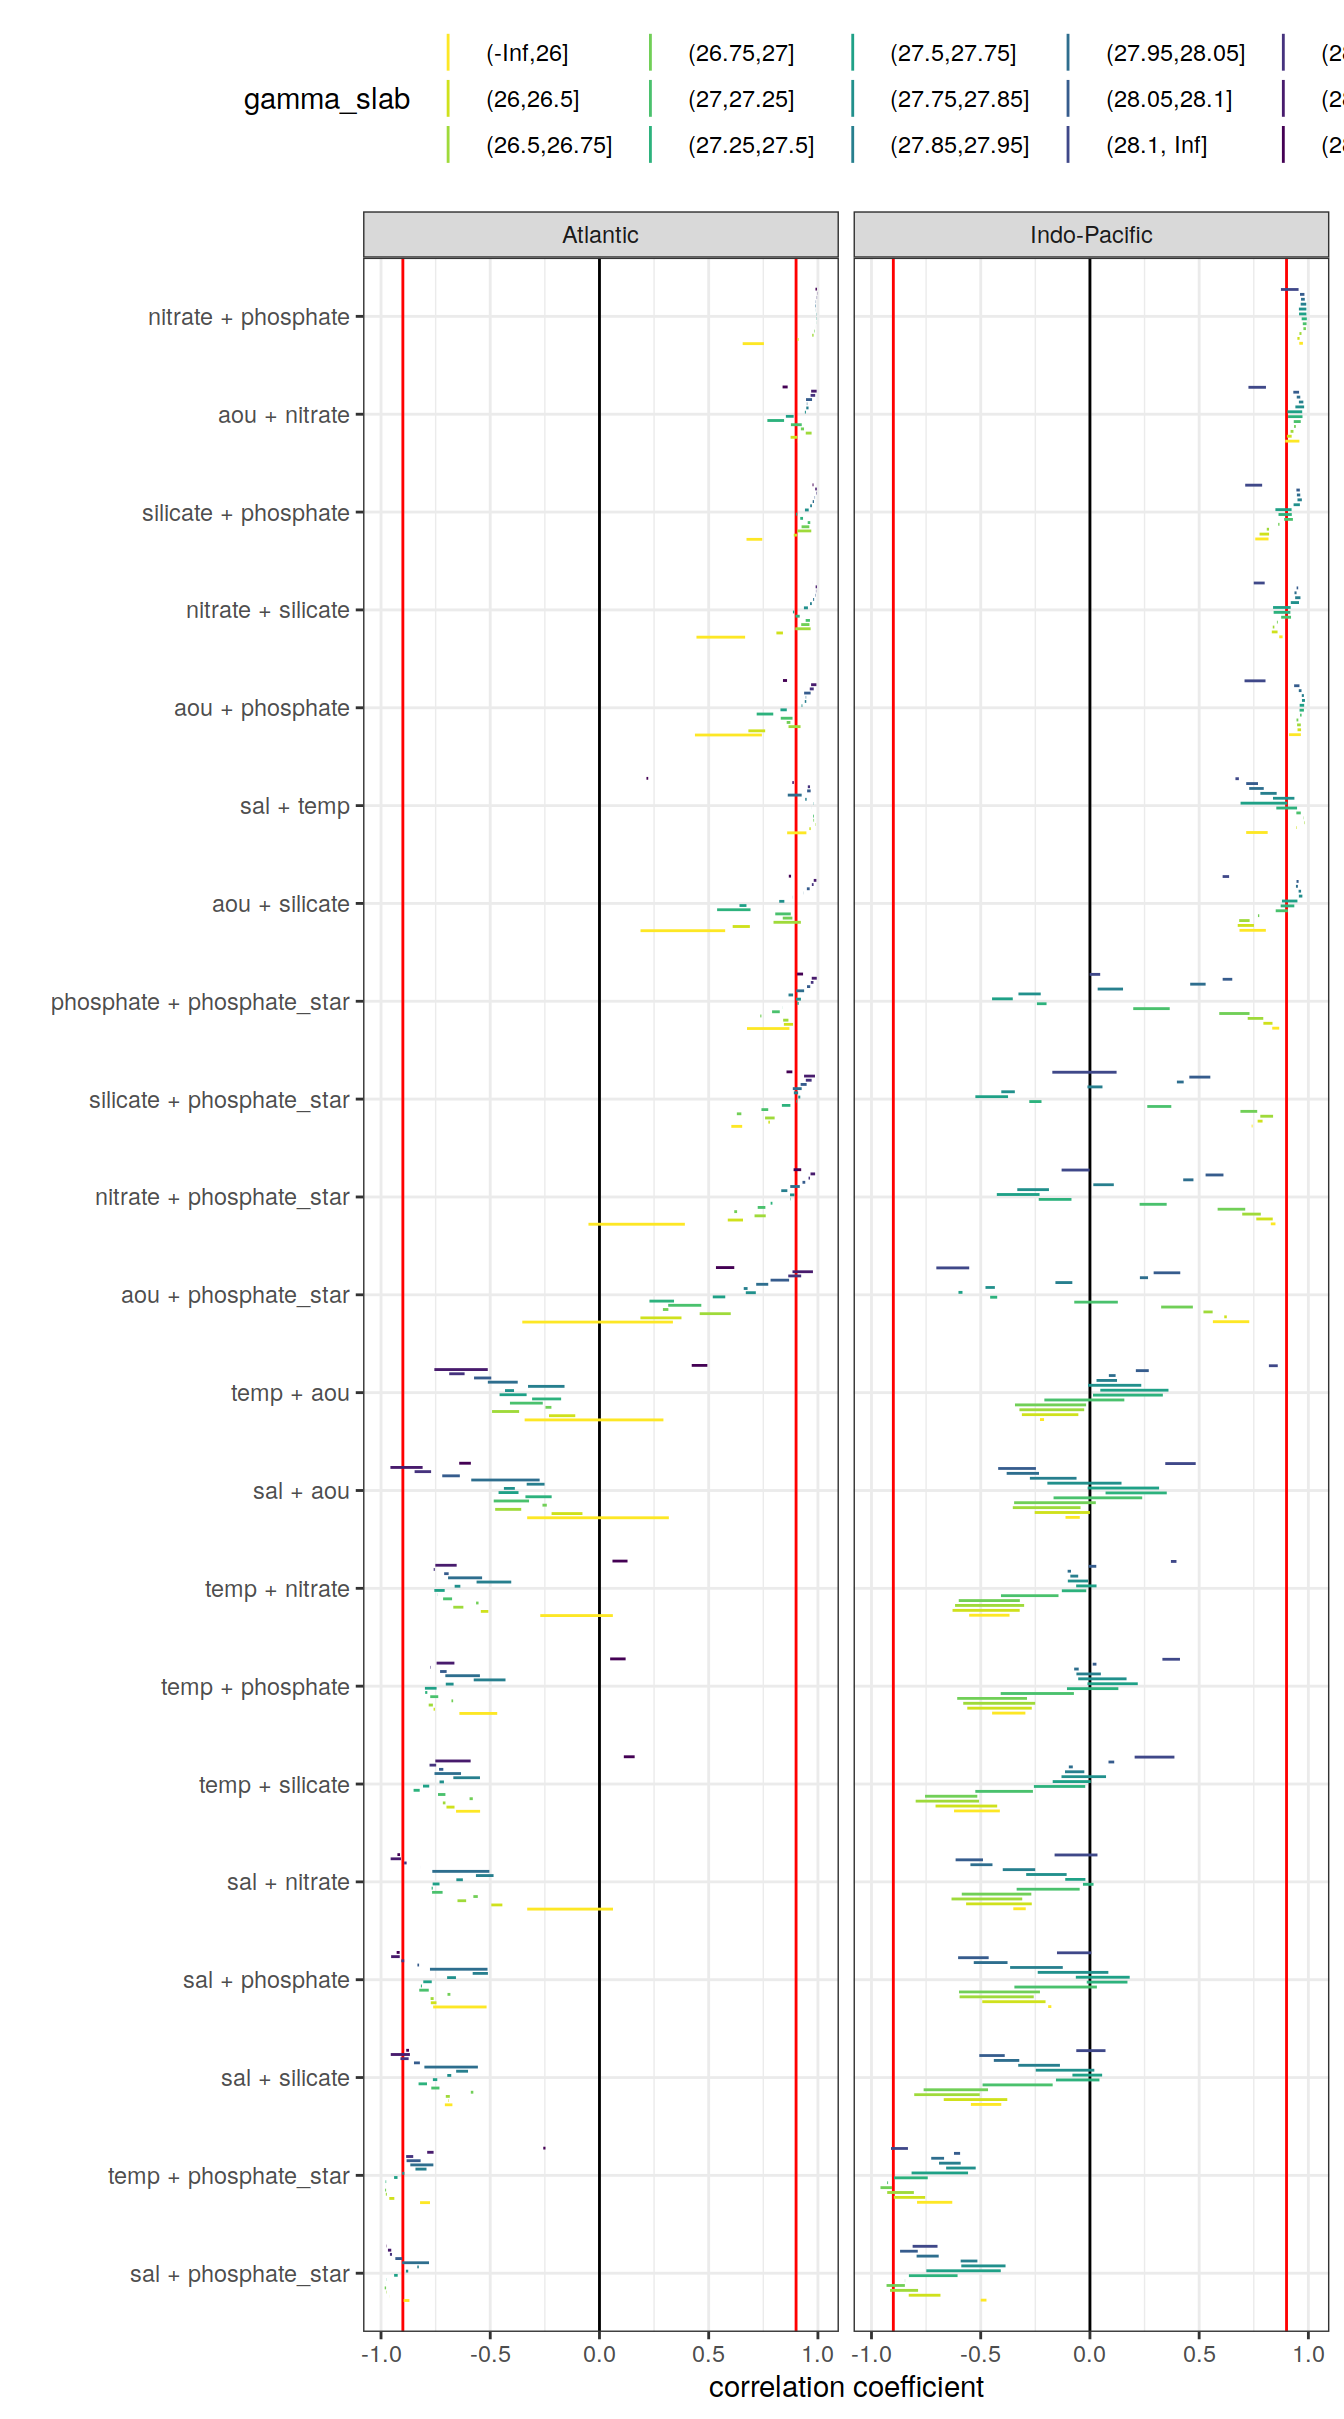 (-Inf,26] (26.75,27] (27.5,27.75] (27.95,28.05]
gamma_slab (26,26.5] (27,27.25] (27.75,27.85] (28.05,28.1]
(26.5,26.75] (27.25,27.5] (27.85,27.95] (28.1, Inf]
Atlantic Indo-Pacific
nitrate + phosphate
aou + nitrate
silicate + phosphate
nitrate + silicate
aou + phosphate
sal + temp
aou + silicate
phosphate + phosphate_star
silicate + phosphate_star
nitrate + phosphate_star
aou + phosphate_star
temp + aou
sal + aou
temp + nitrate
temp + phosphate
temp + silicate
sal + nitrate
sal + phosphate
sal + silicate
temp + phosphate_star
sal + phosphate_star
-1.0 -0.5 0.0 0.5 1.0 -1.0 -0.5 0.0 0.5 1.0
correlation coefficient